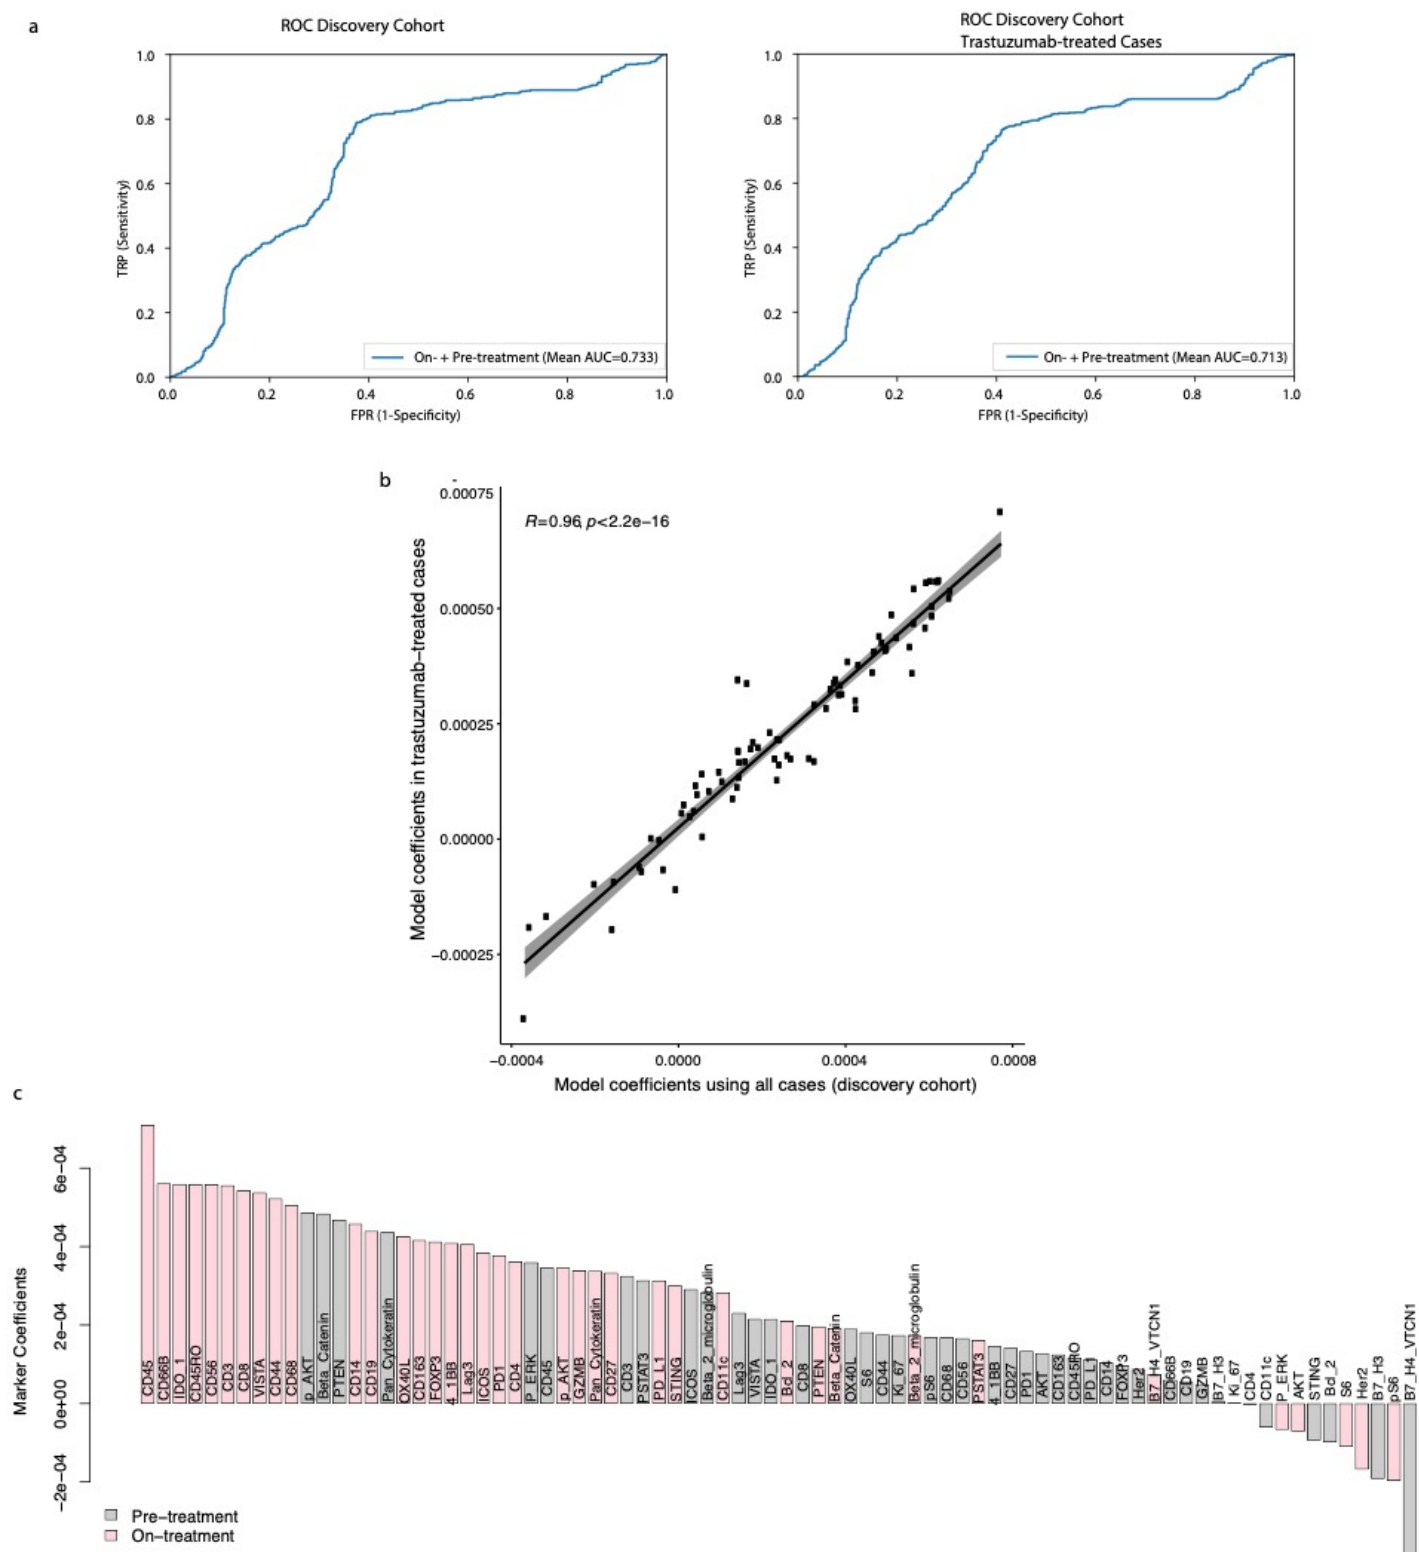 a
ROC Discovery Cohort
1.0
0.8
0.6
0.4
0.2
0.0
TRP (Sensitivity)
On- + Pre-treatment (Mean AUC=0.733)
0.0 0.2 0.4 0.6 0.8 1.0
FPR (1-Specificity)
ROC Discovery Cohort
Trastuzumab-treated Cases
1.0
0.8
0.6
0.4
0.2
0.0
TRP (Sensitivity)
On- + Pre-treatment (Mean AUC=0.713)
0.0 0.2 0.4 0.6 0.8 1.0
FPR (1-Specificity)
b
R=0.96, p<2.2e−16
0.00075
0.00050
0.00025
0.00000
−0.00025
Model coefficients in trastuzumab−treated cases
−0.0004 0.0000 0.0004 0.0008
Model coefficients using all cases (discovery cohort)
c
Marker Coefficients
6e−04
4e−04
2e−04
0e+00
−2e−04
CD45
CD66B
IDO_1
CD45RO
CD56
CD3
CD8
VISTA
CD44
CD68
p_AKT
Beta_Catenin
PTEN
CD14
CD19
Pan_Cytokeratin
OX40L
CD163
FOXP3
4_1BB
Lag3
ICOS
PD1
CD4
P_ERK
CD45
p_AKT
GZMB
Pan_Cytokeratin
CD27
CD3
PSTAT3
PD_L1
STING
ICOS
Beta_2_microglobulin
CD11c
Lag3
VISTA
IDO_1
Bd_2
PTEN
Beta_Catenin
CD8
OX40L
S6
CD44
Ki_67
Beta_2_microglobulin
pS6
CD68
CD56
PSTAT3
4_1BB
CD27
PD1
AKT
CD163
CD45RO
PD_L1
CD14
FOXP3
Her2
B7_H4_VTCN1
CD66B
CD19
GZMB
B7_H3
Ki_67
CD4
CD11c
P_ERK
AKT
STING
Bd_2
S6
Her2
B7_H3
pS6
B7_H4_VTCN1
Pre−treatment
On−treatment